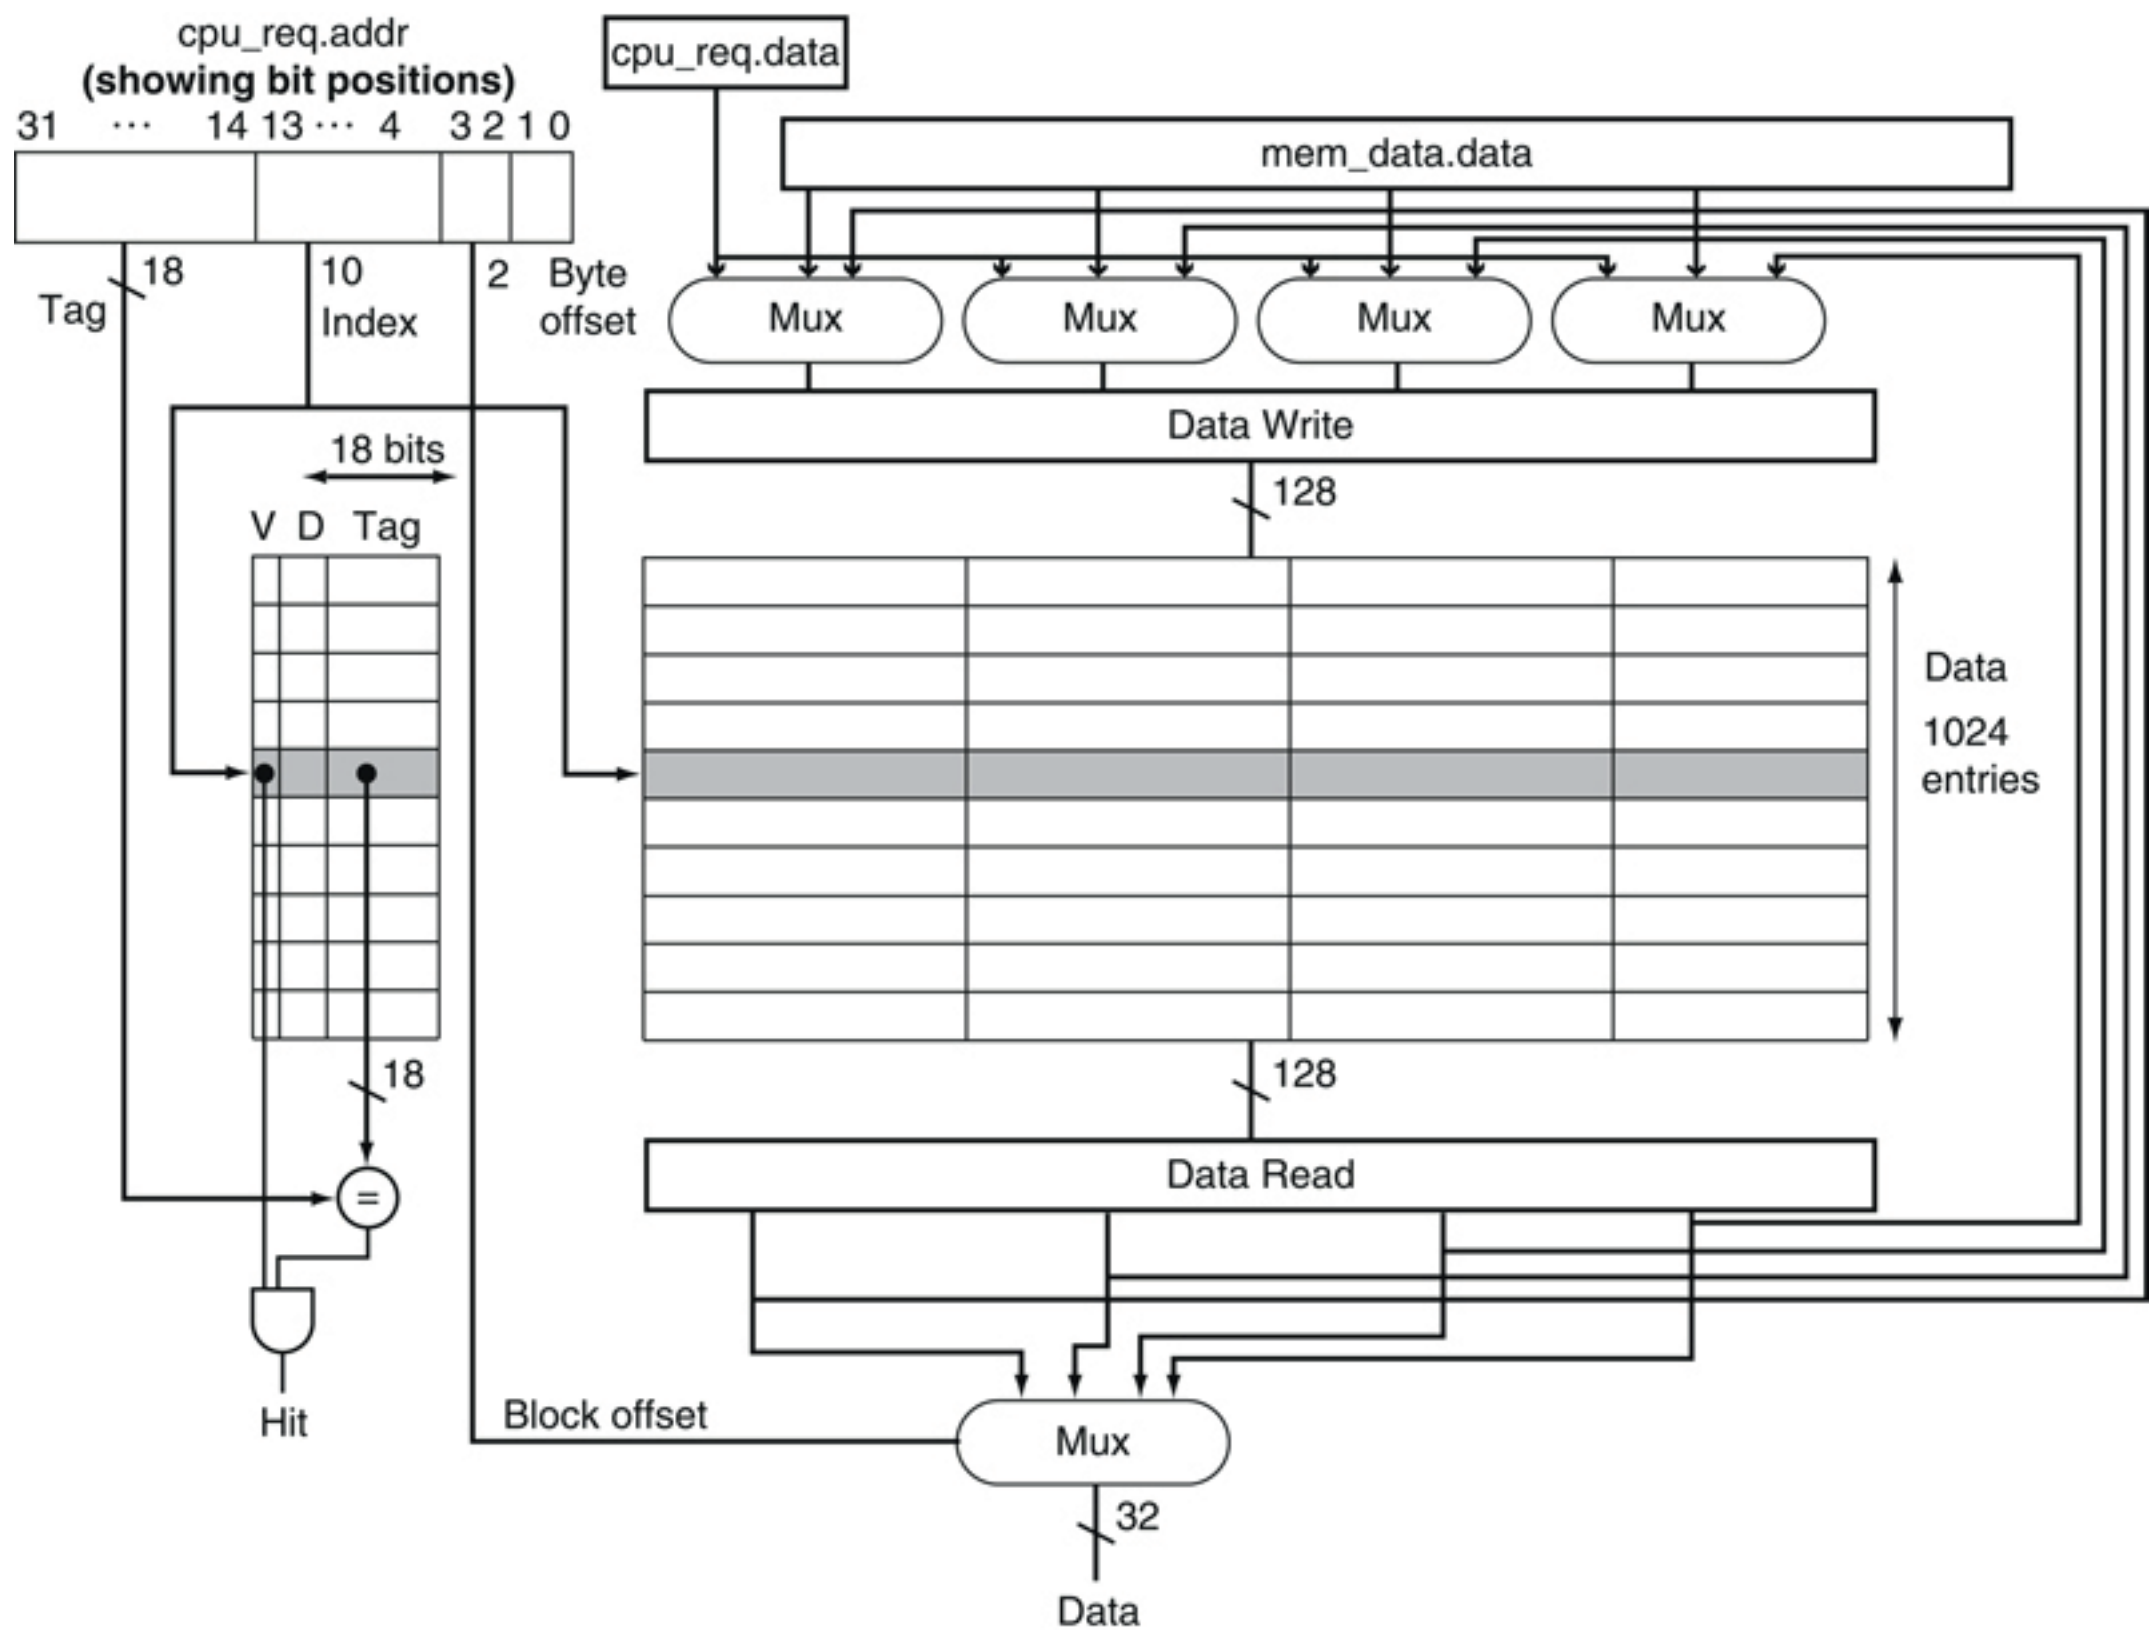 cpu_req.addr
(showing bit positions)
31 ... 14 13 ... 4 3 2 1 0
cpu_req.data
mem_data.data
18
Tag
10
Index
2
Byte
offset
Mux Mux Mux Mux
Data Write
18 bits
128
V D Tag
Data
1024
entries
18
128
=
Data Read
Hit
Block offset
Mux
32
Data